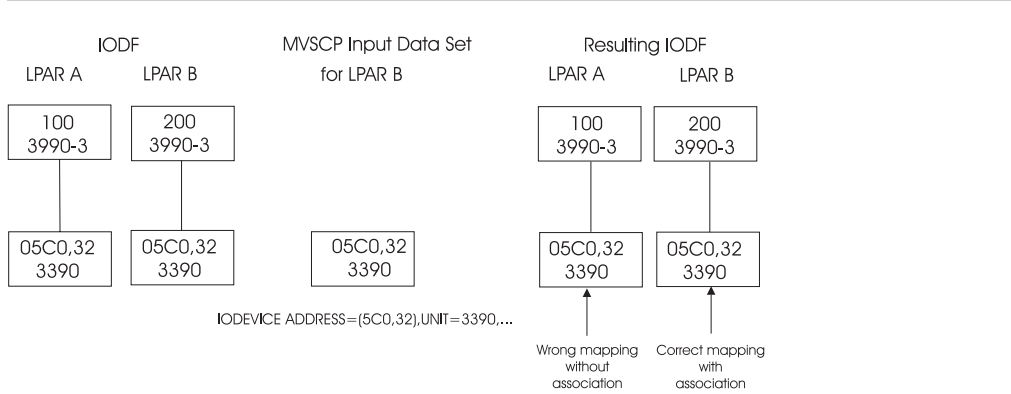 IODF
MVSCP Input Data Set
Resulting IODF
LPAR A
LPAR B
for LPAR B
LPAR A
LPAR B
100
3990-3
200
3990-3
100
3990-3
200
3990-3
05C0,32
3390
05C0,32
3390
05C0,32
3390
05C0,32
3390
05C0,32
3390
IODEVICE ADDRESS=(5C0,32),UNIT=3390,...
Wrong mapping
without
association
Correct mapping
with
association